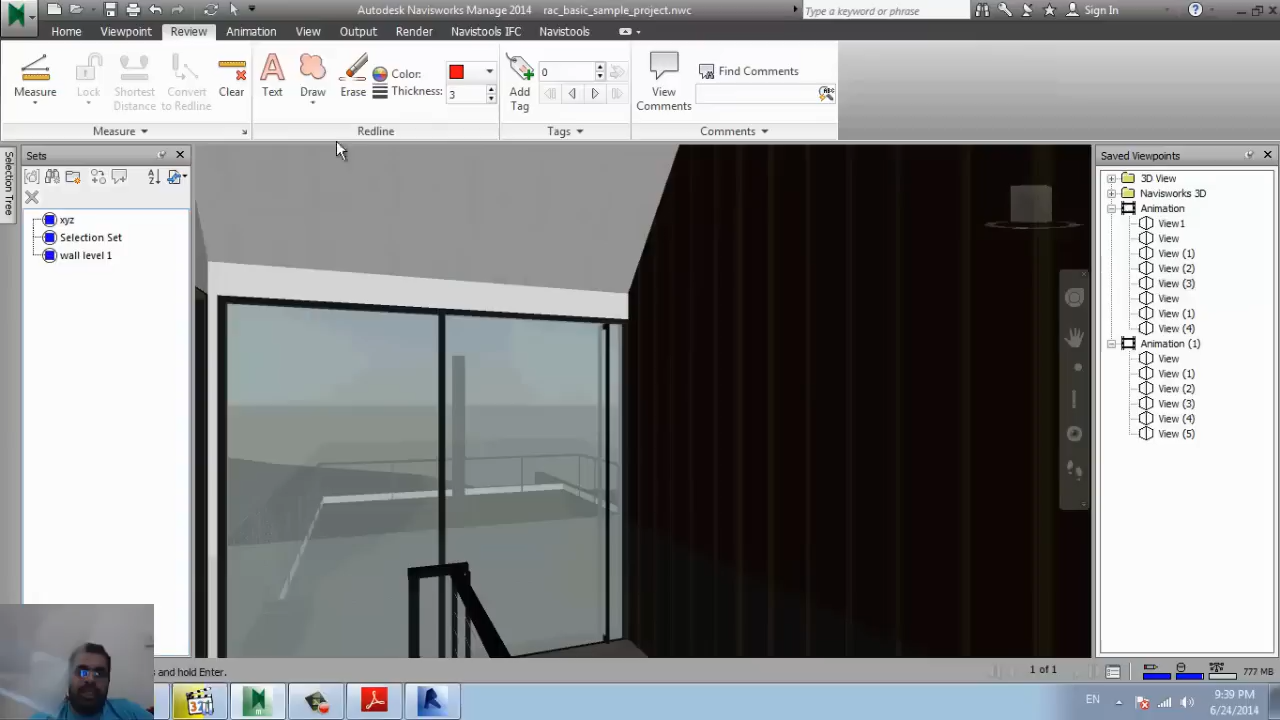 Autodesk Navisworks Manage 2014 rac_basic_sample_project.nwc
Type a keyword or phrase
Sign In
Home Viewpoint Review Animation View Output Render Navistools IFC Navistools
Measure
Lock
Shortest Distance
Convert to Redline
Clear
Text
Draw
Erase
Color:
Thickness: 3
Add Tag
0
View Comments
Find Comments
Measure Redline Tags Comments
Selection Tree
Sets
xyz
Selection Set
wall level 1
Saved Viewpoints
3D View
Navisworks 3D
Animation
View1
View
View (1)
View (2)
View (3)
View
View (1)
View (4)
Animation (1)
View
View (1)
View (2)
View (3)
View (4)
View (5)
s and hold Enter.
1 of 1
777 MB
321
EN
9:39 PM
6/24/2014